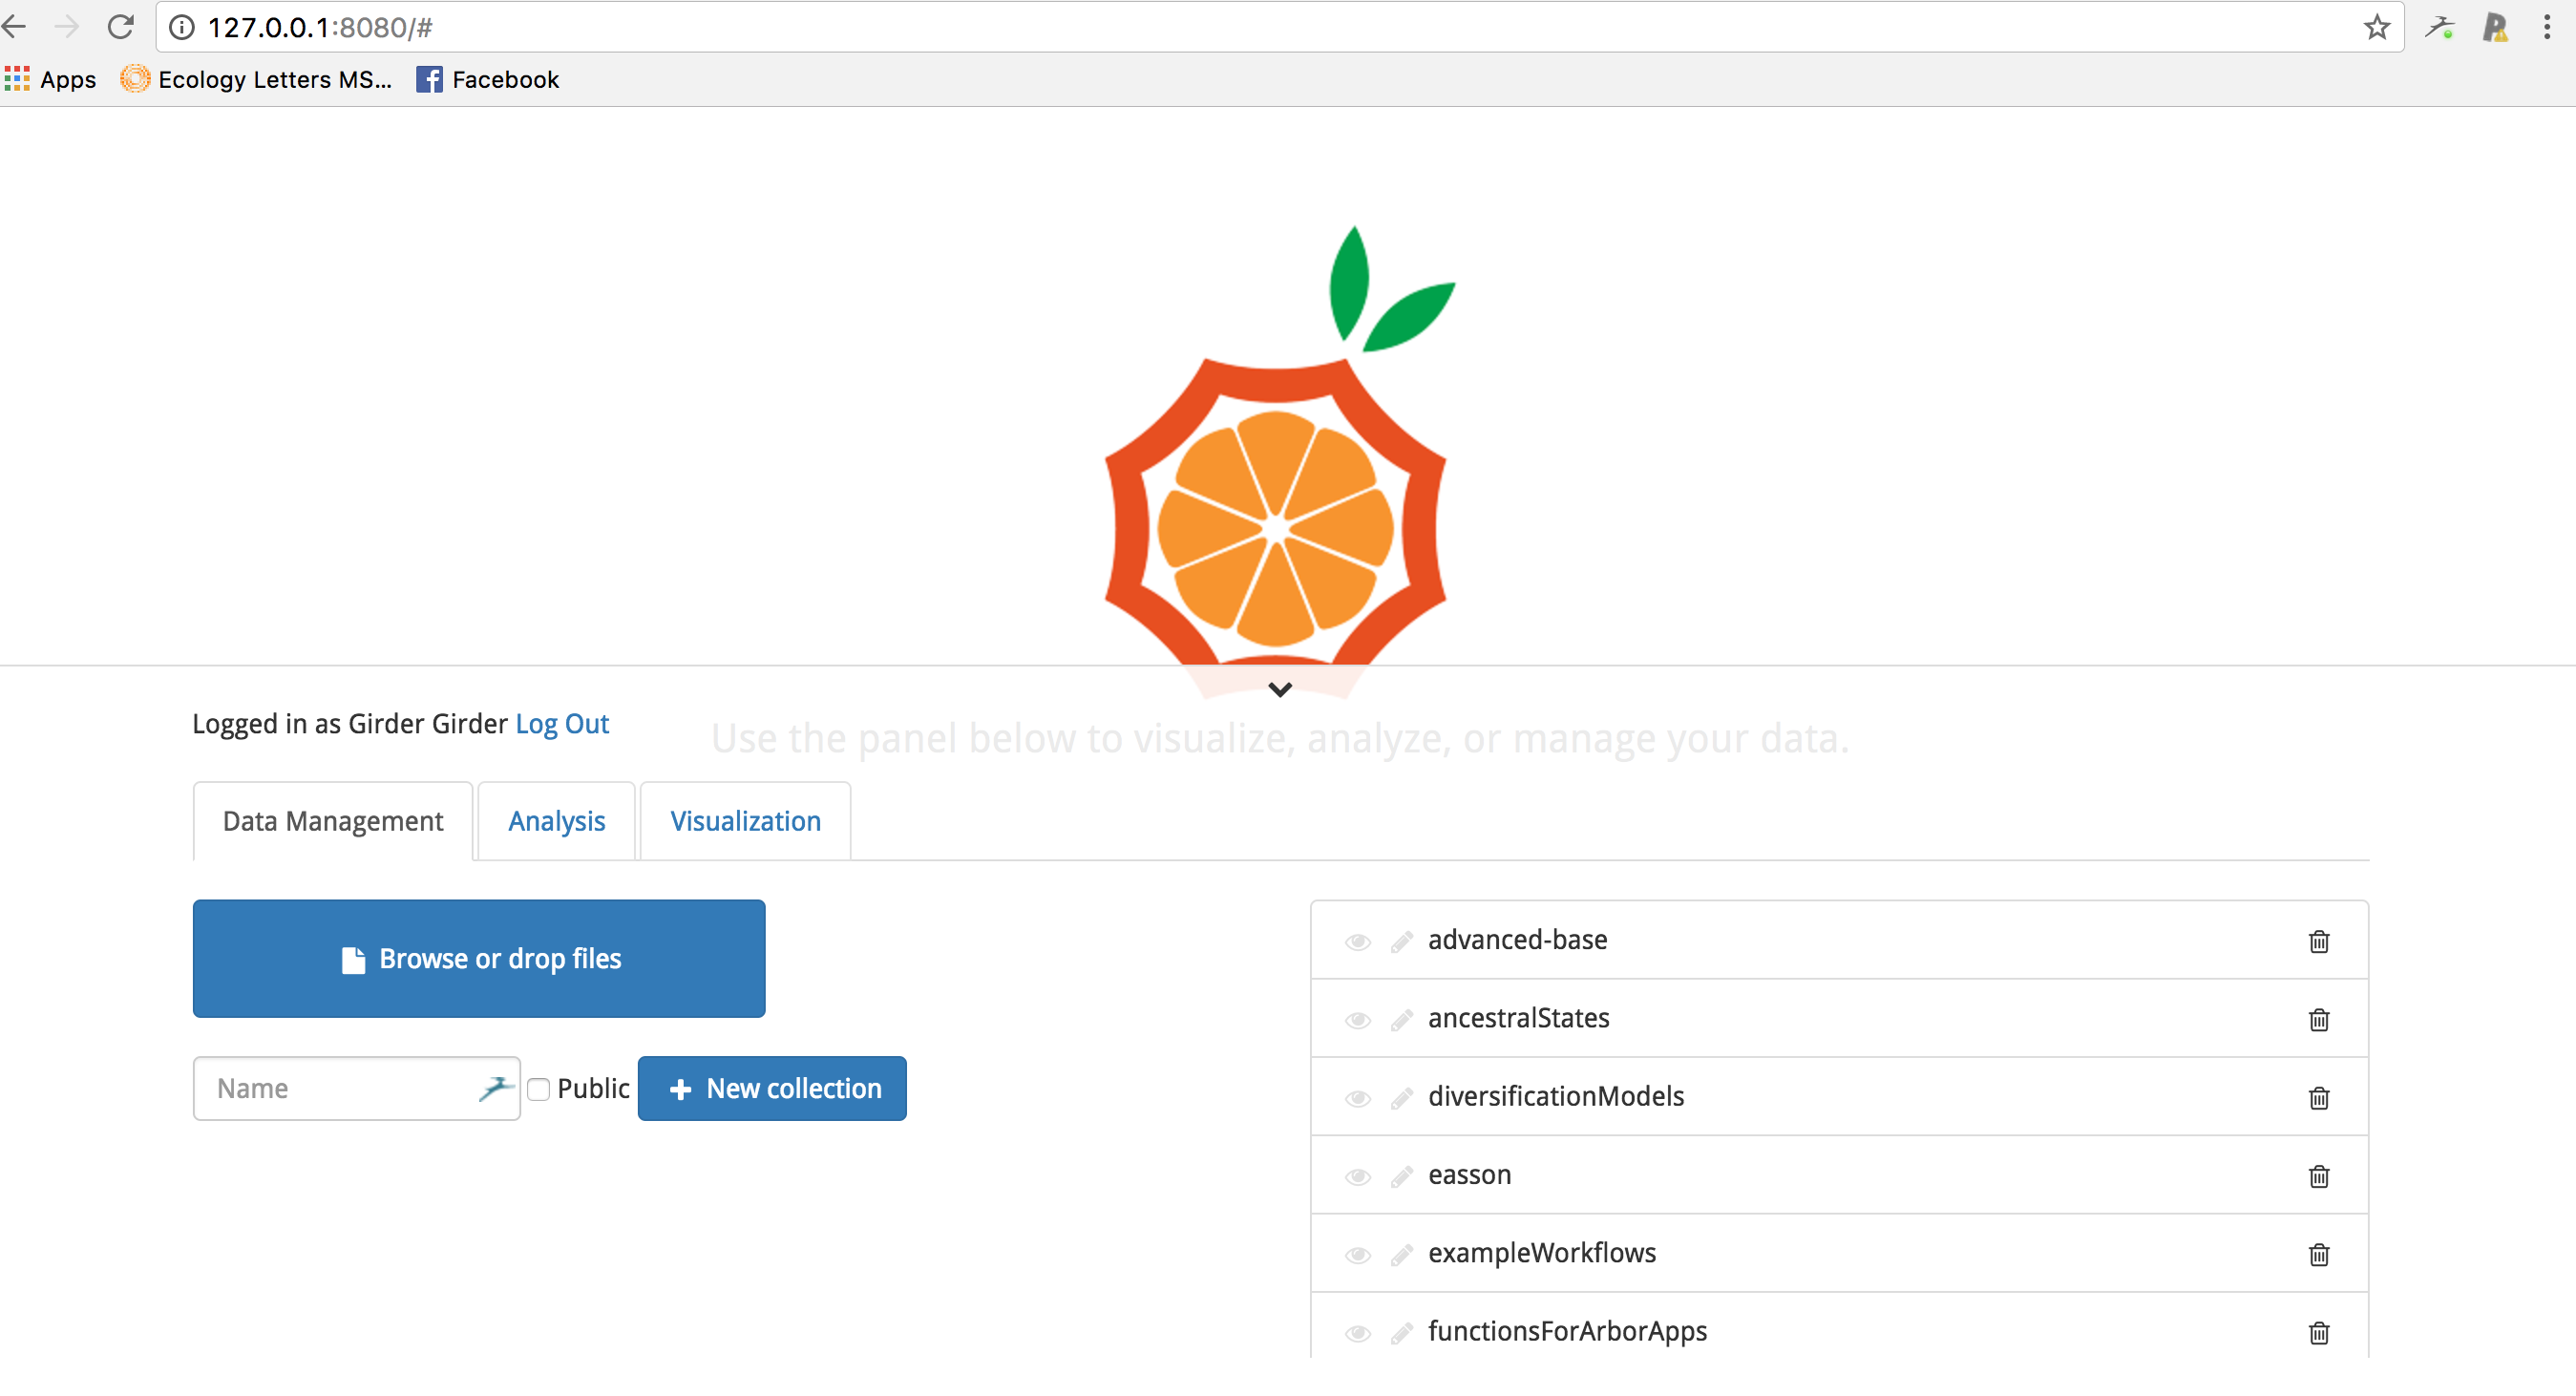 127.0.0.1:8080/#
Apps Ecology Letters MS... Facebook
Logged in as Girder Girder Log Out
Use the panel below to visualize, analyze, or manage your data.
Data Management Analysis Visualization
Browse or drop files
Name Public New collection
advanced-base
ancestralStates
diversificationModels
easson
exampleWorkflows
functionsForArborApps